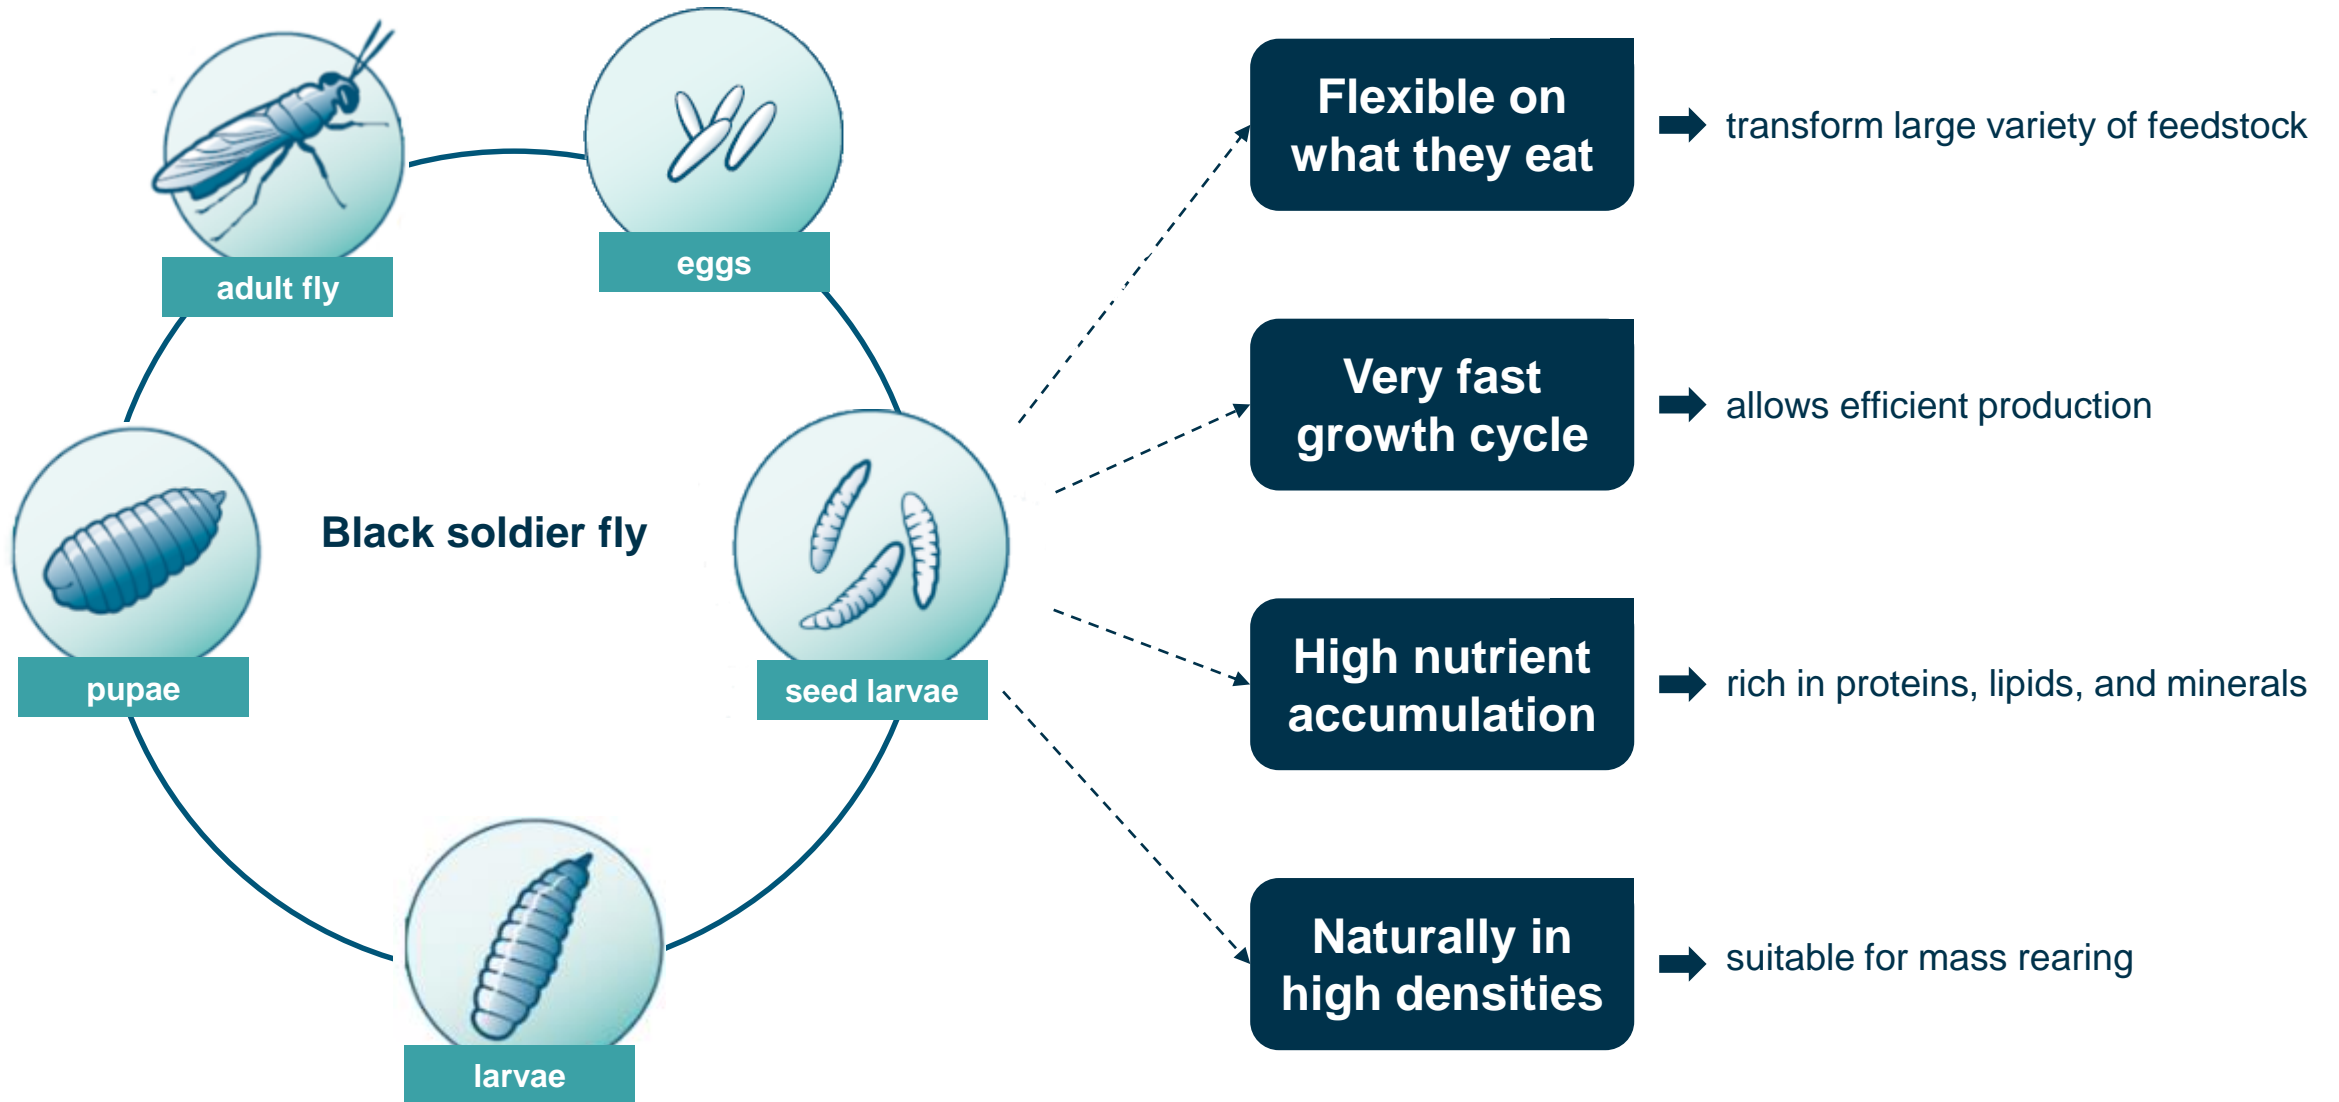 adult fly
eggs
pupae
Black soldier fly
seed larvae
larvae
Flexible on
what they eat
transform large variety of feedstock
Very fast
growth cycle
allows efficient production
High nutrient
accumulation
rich in proteins, lipids, and minerals
Naturally in
high densities
suitable for mass rearing